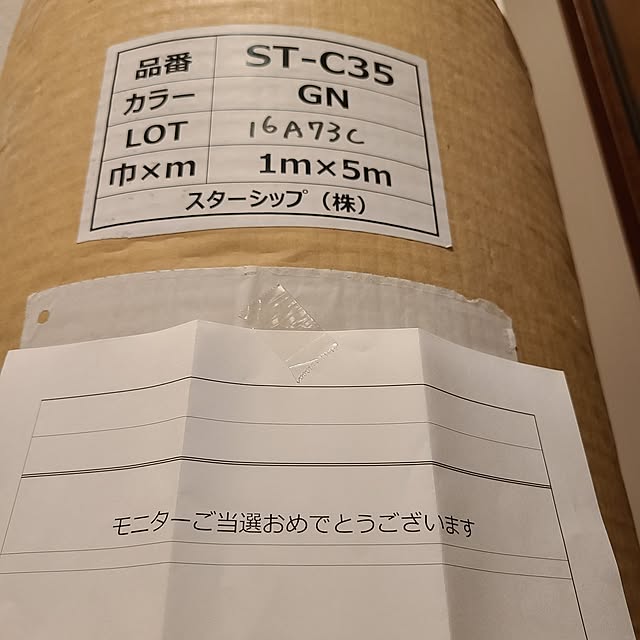 品番 ST-C35
カラー GN
LOT 16A73C
巾×m 1m×5m
スターシップ（株）
モニターご当選おめでとうございます